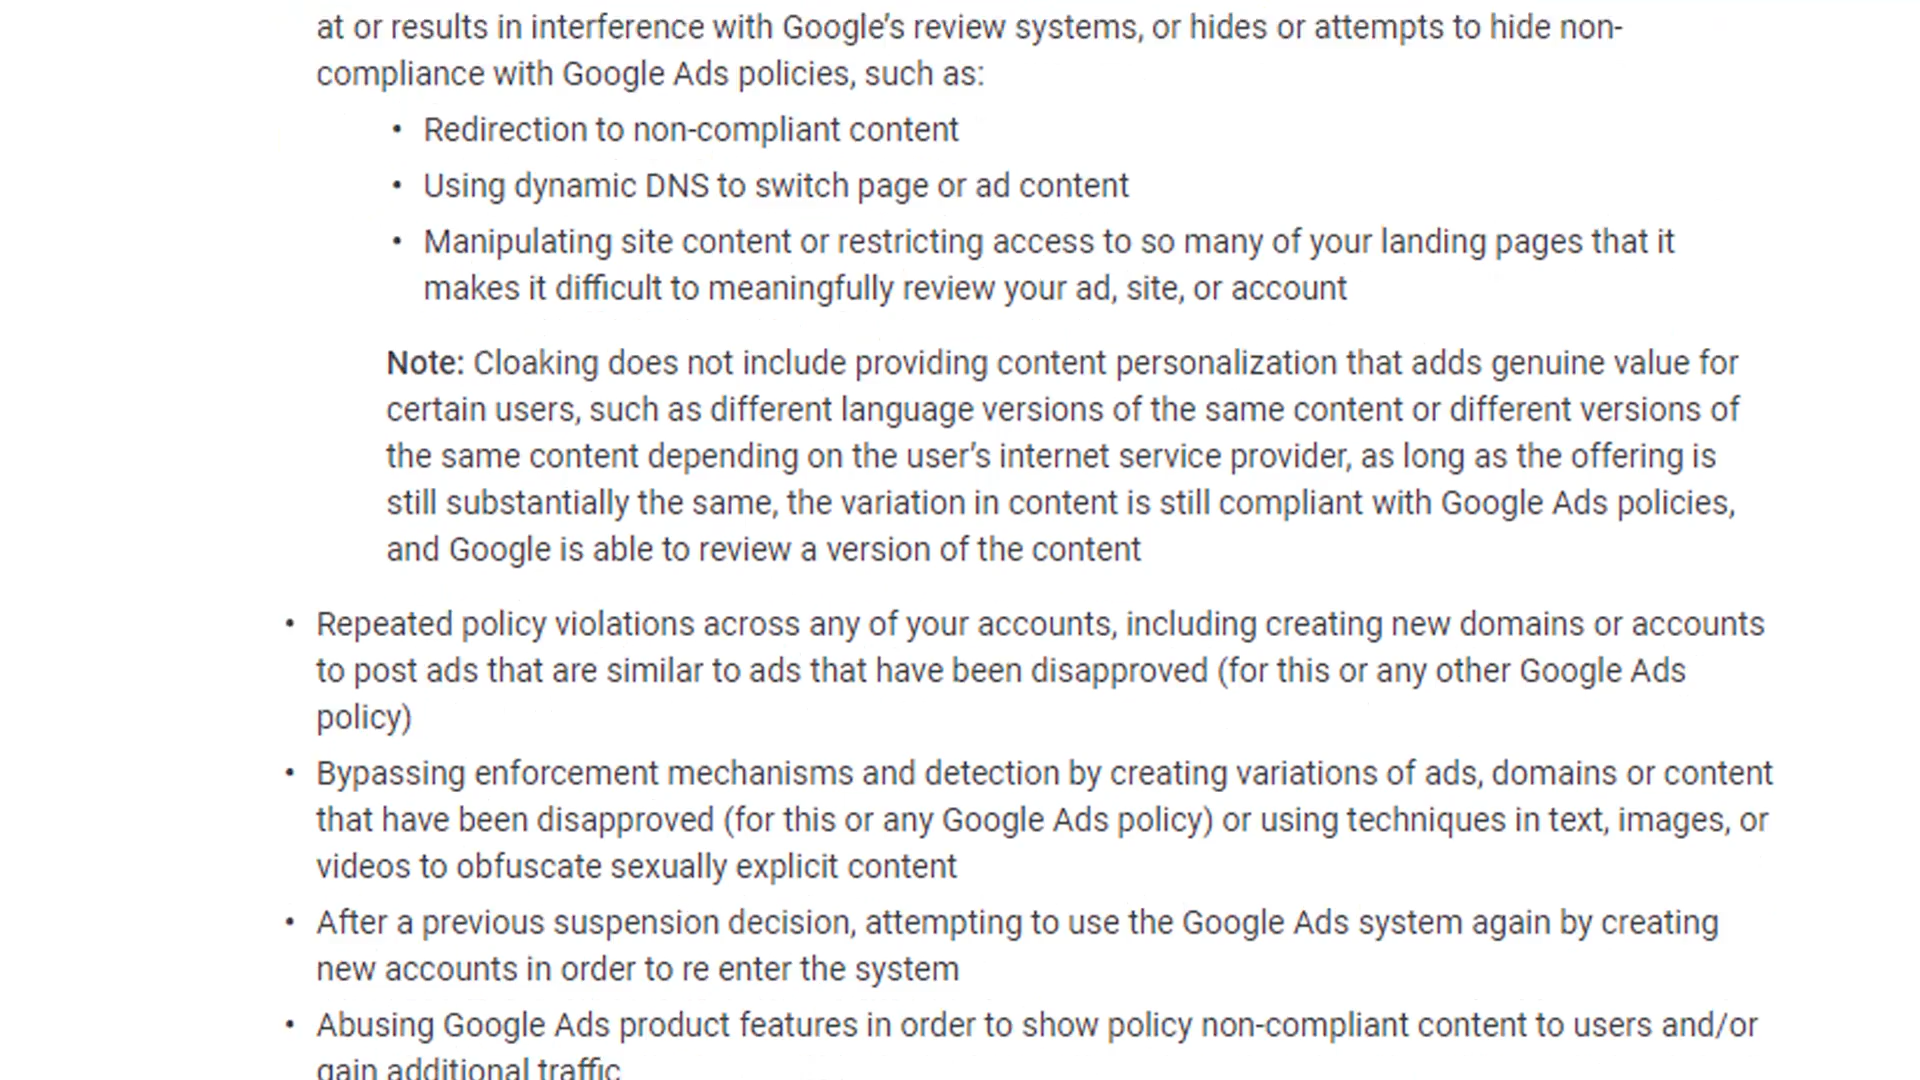 at or results in interference with Google’s review systems, or hides or attempts to hide non-
compliance with Google Ads policies, such as:
• Redirection to non-compliant content
• Using dynamic DNS to switch page or ad content
• Manipulating site content or restricting access to so many of your landing pages that it
makes it difficult to meaningfully review your ad, site, or account
Note: Cloaking does not include providing content personalization that adds genuine value for
certain users, such as different language versions of the same content or different versions of
the same content depending on the user’s internet service provider, as long as the offering is
still substantially the same, the variation in content is still compliant with Google Ads policies,
and Google is able to review a version of the content
• Repeated policy violations across any of your accounts, including creating new domains or accounts
to post ads that are similar to ads that have been disapproved (for this or any other Google Ads
policy)
• Bypassing enforcement mechanisms and detection by creating variations of ads, domains or content
that have been disapproved (for this or any Google Ads policy) or using techniques in text, images, or
videos to obfuscate sexually explicit content
• After a previous suspension decision, attempting to use the Google Ads system again by creating
new accounts in order to re enter the system
• Abusing Google Ads product features in order to show policy non-compliant content to users and/or
gain additional traffic